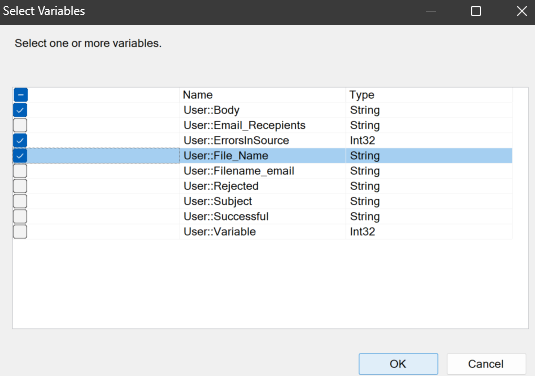 Select Variables
Select one or more variables.
Name Type
User::Body String
User::Email_Recepients String
User::ErrorsInSource Int32
User::File_Name String
User::Filename_email String
User::Rejected String
User::Subject String
User::Successful String
User::Variable Int32
OK Cancel